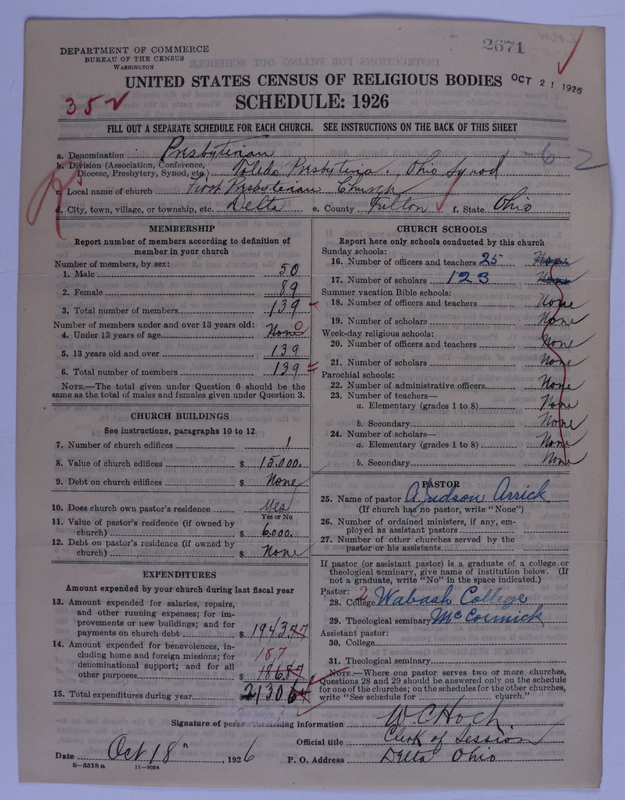 2671
DEPARTMENT OF COMMERCE
BUREAU OF THE CENSUS
WASHINGTON
UNITED STATES CENSUS OF RELIGIOUS BODIES
OCT 21 1926
352
SCHEDULE: 1926
FILL OUT A SEPARATE SCHEDULE FOR EACH CHURCH. SEE INSTRUCTIONS ON THE BACK OF THIS SHEET
a. Denomination Presbyterian
-62
b. Division (Association, Conference, Diocese, Presbytery, Synod, etc.) Toledo Presbyteria. Ohio Synod
c. Local name of church First Presbyterian Church
d. City, town, village, or township, etc. Delta e. County Fulton f. State Ohio
MEMBERSHIP
Report number of members according to definition of
member in your church
Number of members, by sex:
1. Male 50
2. Female 89
3. Total number of members 139
Number of members under and over 13 years old:
4. Under 13 years of age None 0
5. 13 years old and over 139
6. Total number of members 139
NOTE.—The total given under Question 6 should be the
same as the total of males and females given under Question 3.
CHURCH BUILDINGS
See instructions, paragraphs 10 to 12
7. Number of church edifices 1
8. Value of church edifices $ 15,000.
9. Debt on church edifices $ None
10. Does church own pastor's residence Yes
Yes or No
11. Value of pastor's residence (if owned by
church) $ 6,000.
12. Debt on pastor's residence (if owned by
church) $ None
EXPENDITURES
Amount expended by your church during last fiscal year
13. Amount expended for salaries, repairs,
and other running expenses; for im-
provements or new buildings; and for
payments on church debt $ 1943
14. Amount expended for benevolences, in-
cluding home and foreign missions; for
denominational support; and for all
other purposes $ 187
15. Total expenditures during year 2130
CHURCH SCHOOLS
Report here only schools conducted by this church
Sunday schools:
16. Number of officers and teachers 25 None
17. Number of scholars 123 None
Summer vacation Bible schools:
18. Number of officers and teachers None
19. Number of scholars None
Week-day religious schools:
20. Number of officers and teachers None
21. Number of scholars None
Parochial schools:
22. Number of administrative officers None
23. Number of teachers—
a. Elementary (grades 1 to 8) None
b. Secondary None
24. Number of scholars—
a. Elementary (grades 1 to 8) None
b. Secondary None
PASTOR
25. Name of pastor A. Judson Arrick
(If church has no pastor, write "None")
26. Number of ordained ministers, if any, em-
ployed as assistant pastors
27. Number of other churches served by the
pastor or his assistants
If pastor (or assistant pastor) is a graduate of a college or
theological seminary, give name of institution below. (If
not a graduate, write "No" in the space indicated.)
Pastor:
28. College 2 Wabash College
29. Theological seminary McCormick
Assistant pastor:
30. College
31. Theological seminary
NOTE.—Where one pastor serves two or more churches,
Questions 28 and 29 should be answered only on the schedule
for one of the churches; on the schedules for the other churches,
write "See schedule for church."
Signature of person furnishing information W C Hoch
Official title Clerk of Session
Date Oct 18" 1926 P. O. Address Delta Ohio
8-5518a 11-9054